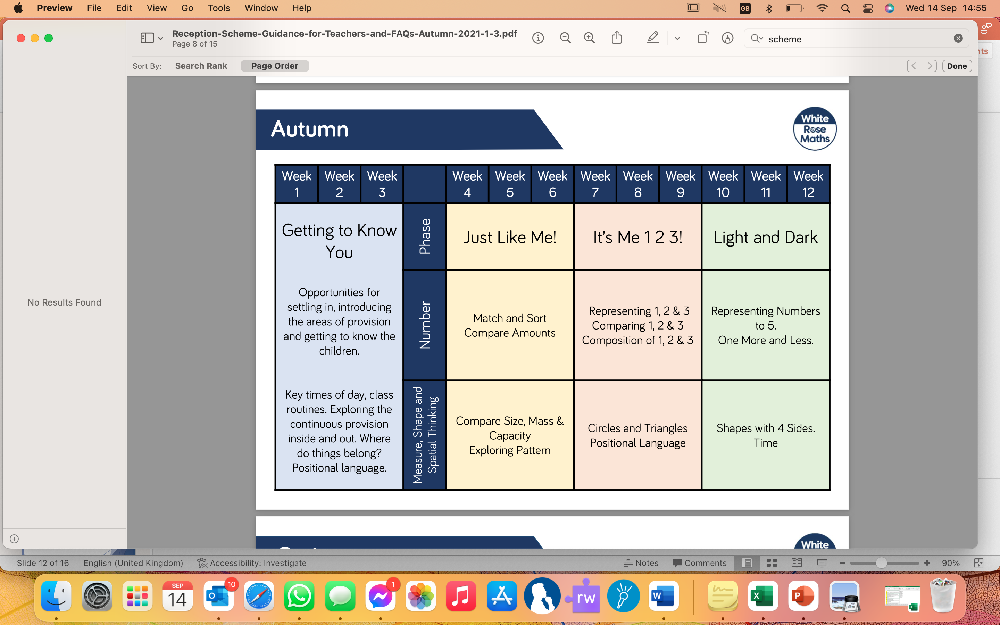 Preview File Edit View Go Tools Window Help
GB
Wed 14 Sep 14:55
Reception-Scheme-Guidance-for-Teachers-and-FAQs-Autumn-2021-1-3.pdf
Page 8 of 15
scheme
nts
Sort By: Search Rank Page Order
Done
No Results Found
Autumn
White
Rose
Maths
Week 1
Week 2
Week 3
Week 4
Week 5
Week 6
Week 7
Week 8
Week 9
Week 10
Week 11
Week 12
Getting to Know
You
Opportunities for
settling in, introducing
the areas of provision
and getting to know the
children.
Key times of day, class
routines. Exploring the
continuous provision
inside and out. Where
do things belong?
Positional language.
Phase
Just Like Me!
It's Me 1 2 3!
Light and Dark
Number
Match and Sort
Compare Amounts
Representing 1, 2 & 3
Comparing 1, 2 & 3
Composition of 1, 2 & 3
Representing Numbers
to 5.
One More and Less.
Measure, Shape and
Spatial Thinking
Compare Size, Mass &
Capacity
Exploring Pattern
Circles and Triangles
Positional Language
Shapes with 4 Sides.
Time
White
Slide 12 of 16 English (United Kingdom) Accessibility: Investigate
Notes Comments 90%
SEP
14
10
1
rw
W
X
P